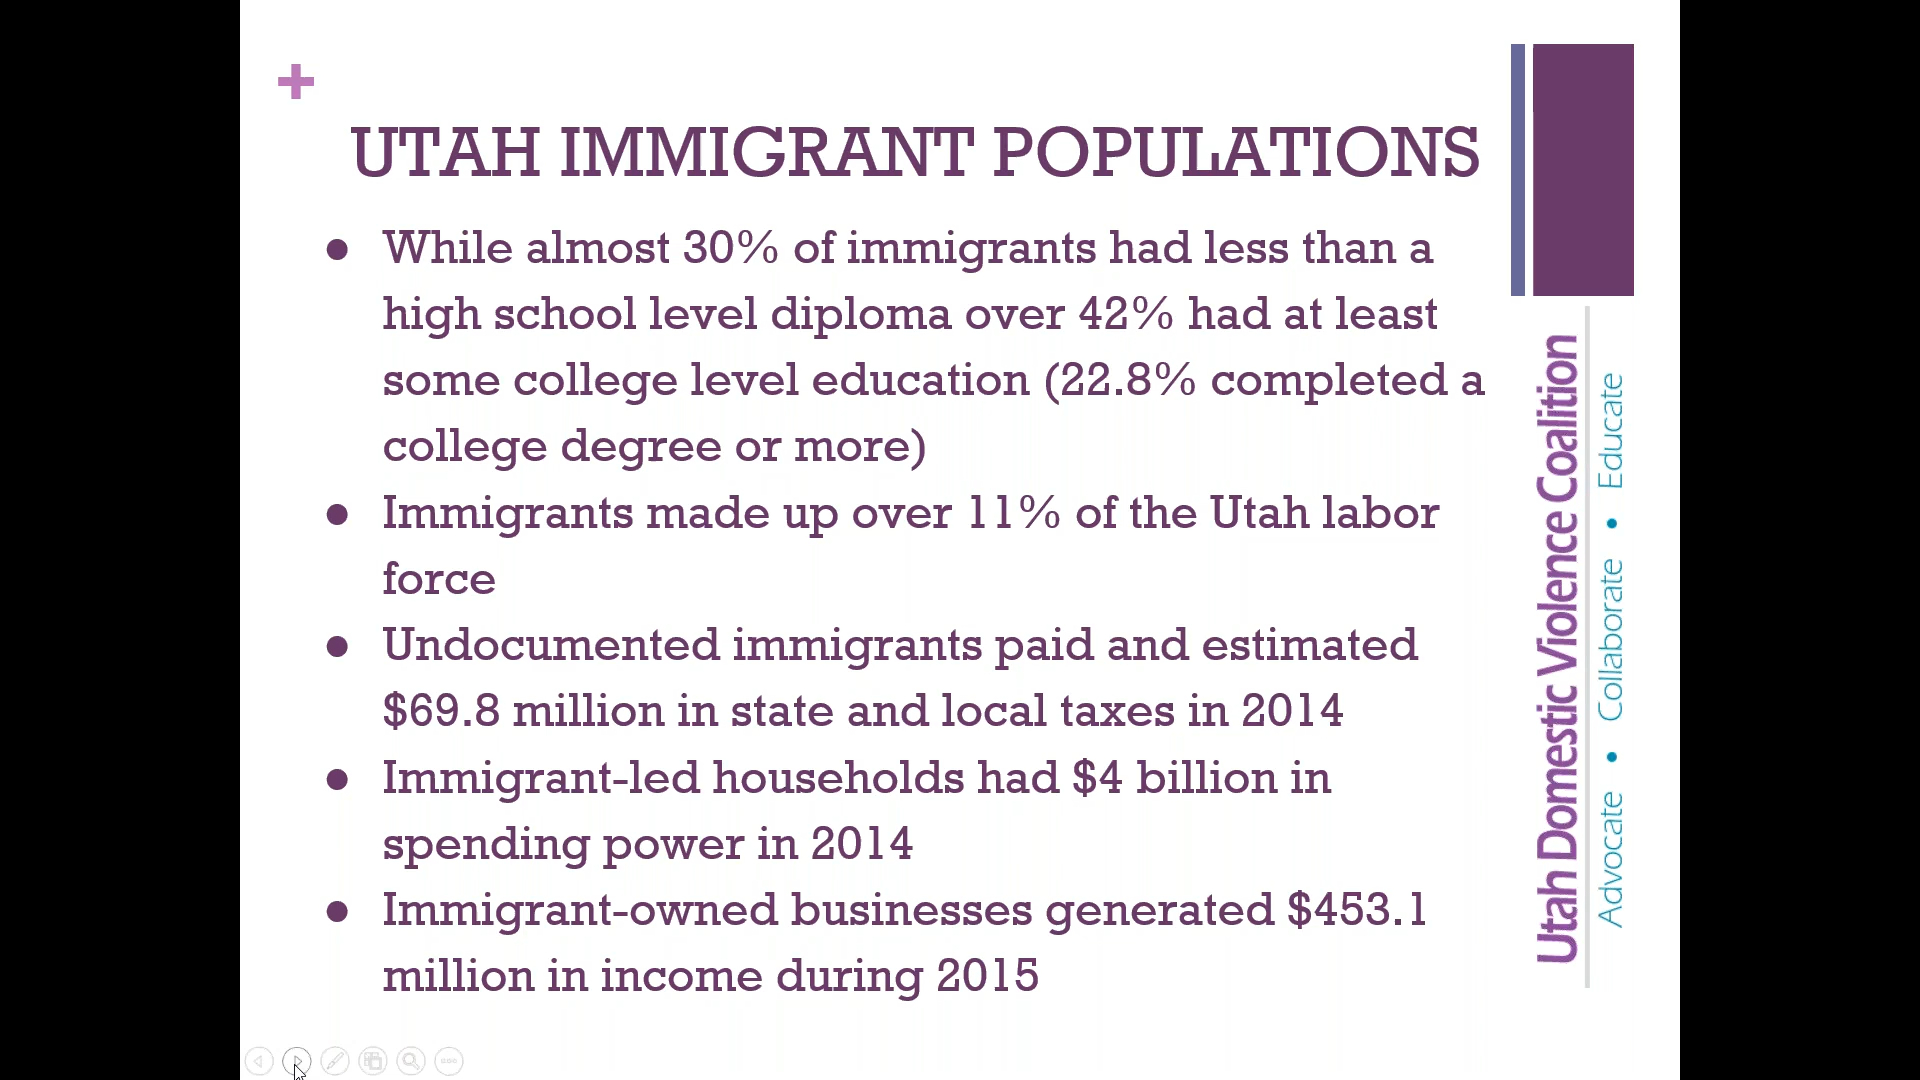 UTAH IMMIGRANT POPULATIONS
● While almost 30% of immigrants had less than a
high school level diploma over 42% had at least
some college level education (22.8% completed a
college degree or more)
● Immigrants made up over 11% of the Utah labor
force
● Undocumented immigrants paid and estimated
$69.8 million in state and local taxes in 2014
● Immigrant-led households had $4 billion in
spending power in 2014
● Immigrant-owned businesses generated $453.1
million in income during 2015
Utah Domestic Violence Coalition
Advocate • Collaborate • Educate